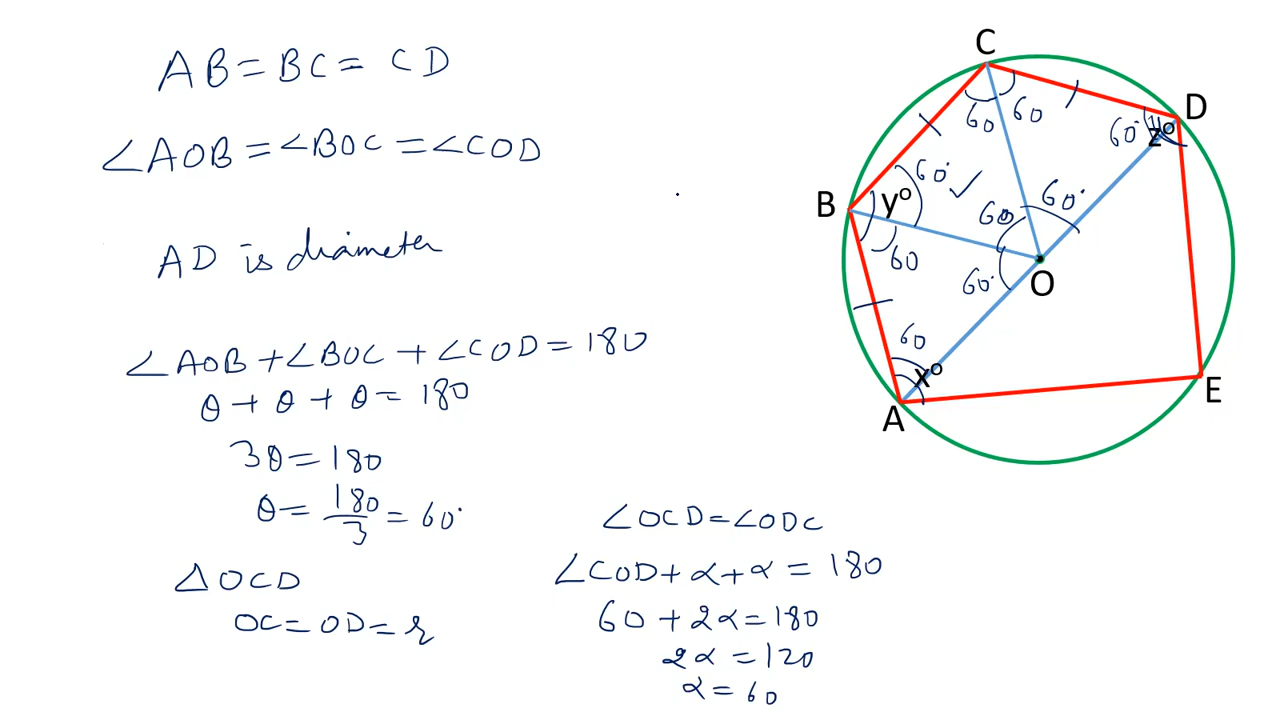 AB = BC = CD
∠AOB = ∠BOC = ∠COD
AD is diameter
∠AOB + ∠BOC + ∠COD = 180
θ + θ + θ = 180
3θ = 180
θ = 180/3 = 60°
△OCD
OC = OD = r
∠OCD = ∠ODC
∠COD + α + α = 180
60 + 2α = 180
2α = 120
α = 60
C
D
60 60
60° z°
B
y° 60° ✓
60
60 60°
60°
O
60
x°
A
E